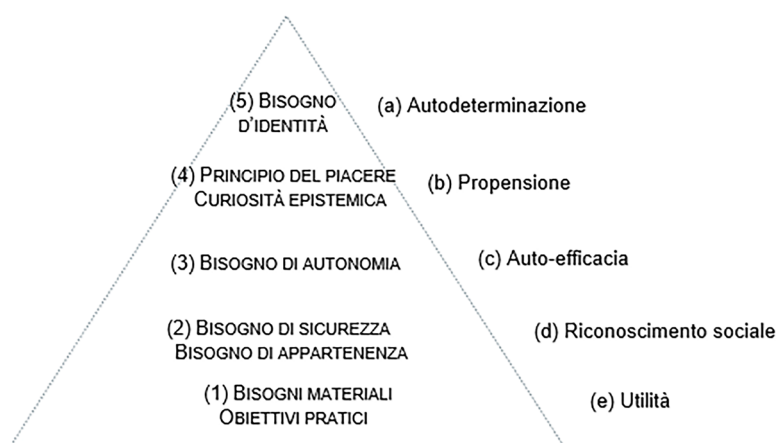 (5) BISOGNO (a) Autodeterminazione
D'IDENTITÀ
(4) PRINCIPIO DEL PIACERE (b) Propensione
CURIOSITÀ EPISTEMICA
(3) BISOGNO DI AUTONOMIA (c) Auto-efficacia
(2) BISOGNO DI SICUREZZA (d) Riconoscimento sociale
BISOGNO DI APPARTENENZA
(1) BISOGNI MATERIALI (e) Utilità
OBIETTIVI PRATICI